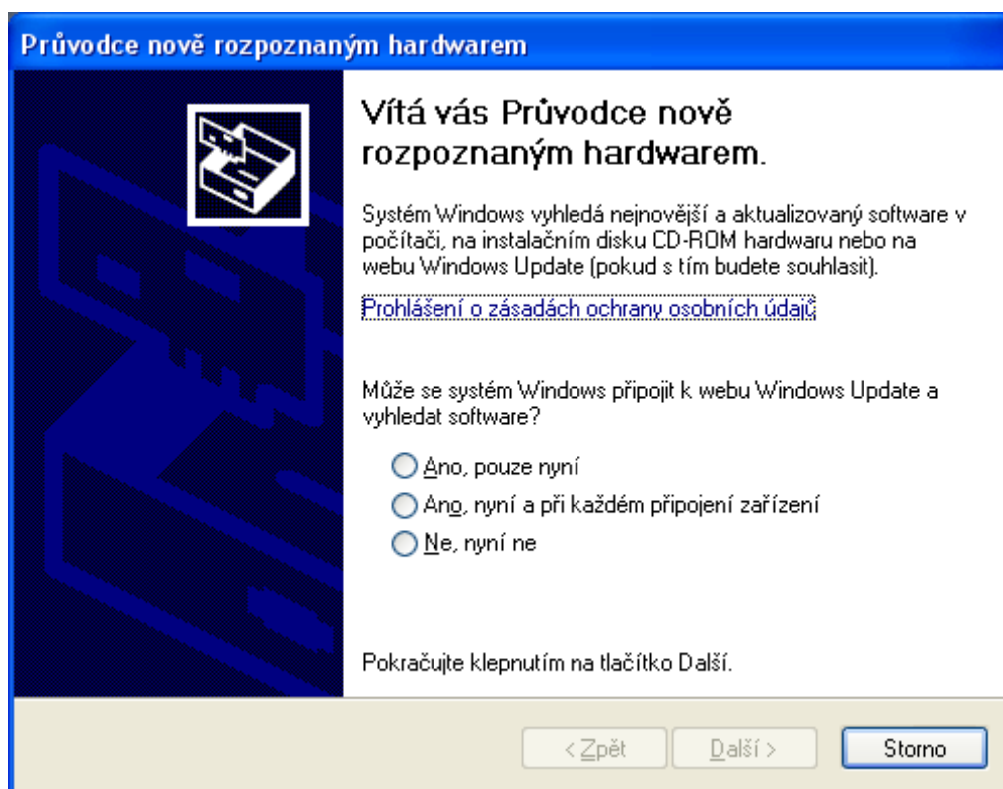 Průvodce nově rozpoznaným hardwarem
Vítá vás Průvodce nově
rozpoznaným hardwarem.
Systém Windows vyhledá nejnovější a aktualizovaný software v
počítači, na instalačním disku CD-ROM hardwaru nebo na
webu Windows Update (pokud s tím budete souhlasit).
Prohlášení o zásadách ochrany osobních údajů
Může se systém Windows připojit k webu Windows Update a
vyhledat software?
Ano, pouze nyní
Ano, nyní a při každém připojení zařízení
Ne, nyní ne
Pokračujte klepnutím na tlačítko Další.
< Zpět Další > Storno